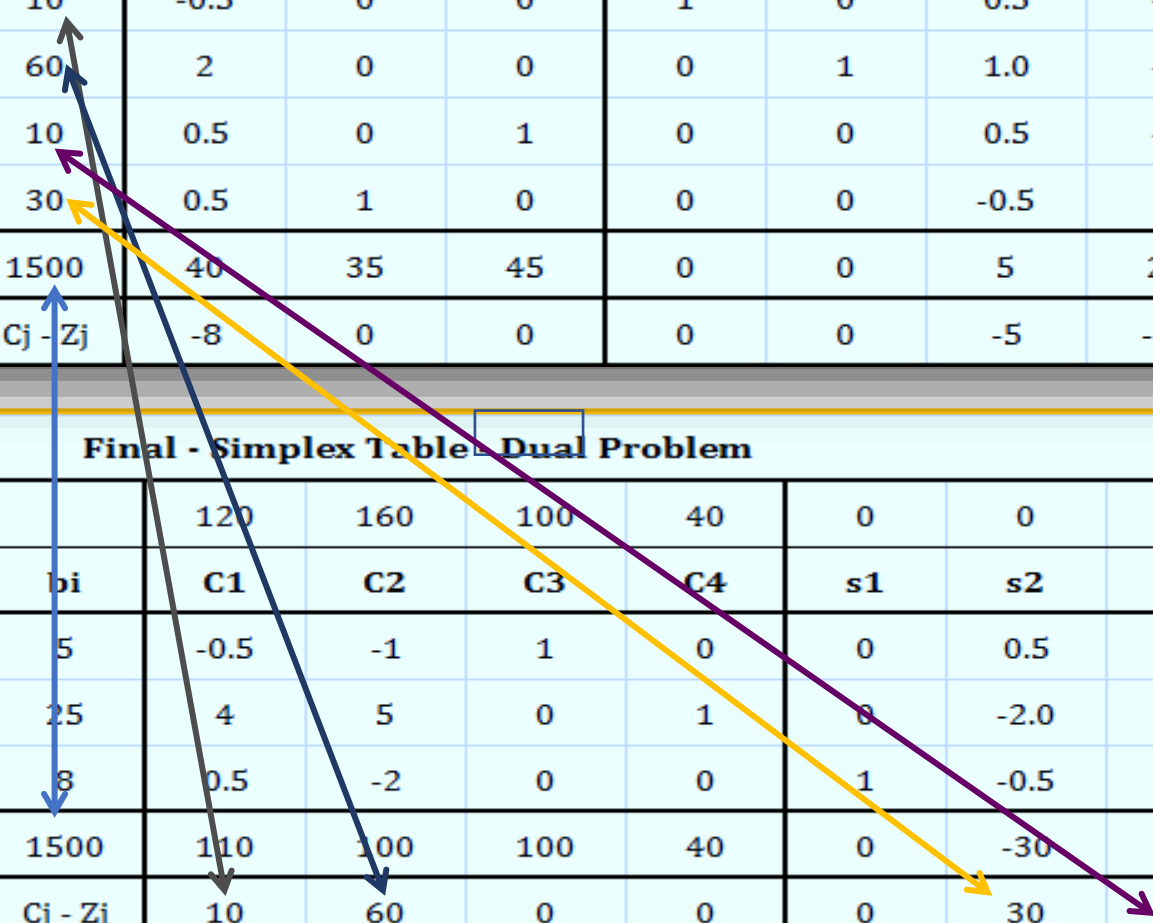 10 -0.5 0 0 1 0 0.5
60 2 0 0 0 1 1.0
10 0.5 0 1 0 0 0.5
30 0.5 1 0 0 0 -0.5
1500 40 35 45 0 0 5
Cj - Zj -8 0 0 0 0 -5
Final - Simplex Table - Dual Problem
120 160 100 40 0 0
bi C1 C2 C3 C4 s1 s2
5 -0.5 -1 1 0 0 0.5
25 4 5 0 1 0 -2.0
8 0.5 -2 0 0 1 -0.5
1500 110 100 100 40 0 -30
Cj - Zj 10 60 0 0 0 30